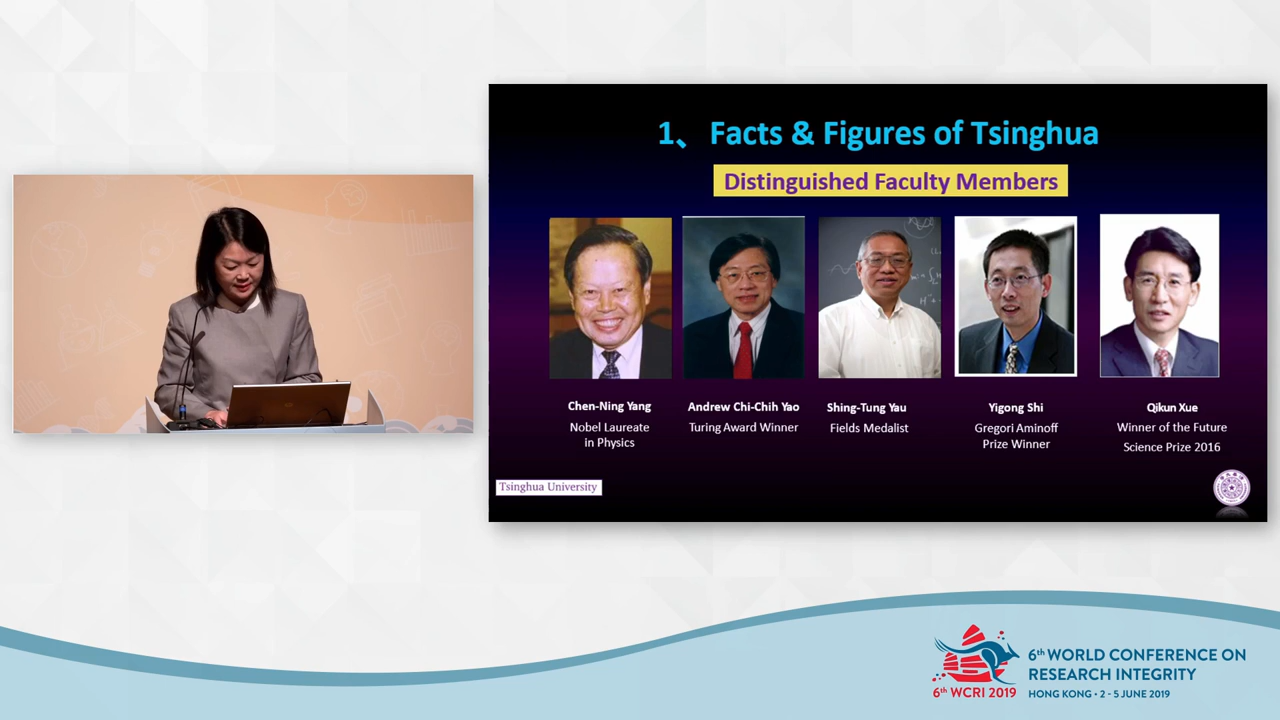 1、 Facts & Figures of Tsinghua
Distinguished Faculty Members
Chen-Ning Yang
Nobel Laureate
in Physics
Andrew Chi-Chih Yao
Turing Award Winner
Shing-Tung Yau
Fields Medalist
Yigong Shi
Gregori Aminoff
Prize Winner
Qikun Xue
Winner of the Future
Science Prize 2016
Tsinghua University
6th WCRI 2019
6th WORLD CONFERENCE ON
RESEARCH INTEGRITY
HONG KONG • 2 - 5 JUNE 2019